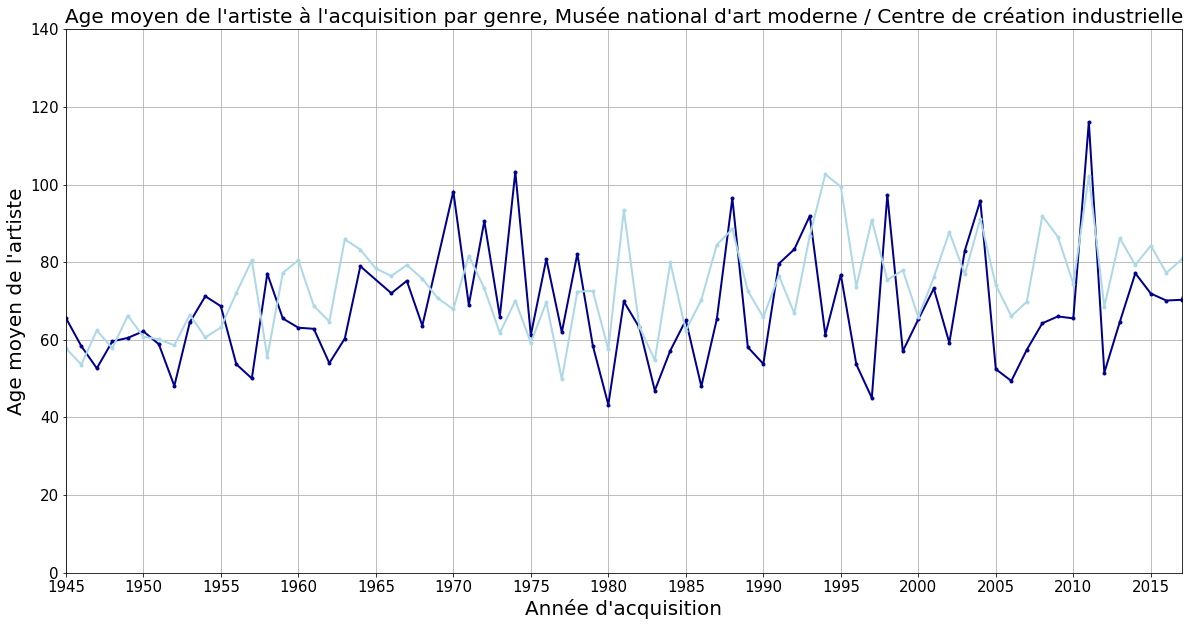 Age moyen de l'artiste à l'acquisition par genre, Musée national d'art moderne / Centre de création industrielle
140
120
100
80
60
40
20
0
Age moyen de l'artiste
1945 1950 1955 1960 1965 1970 1975 1980 1985 1990 1995 2000 2005 2010 2015
Année d'acquisition